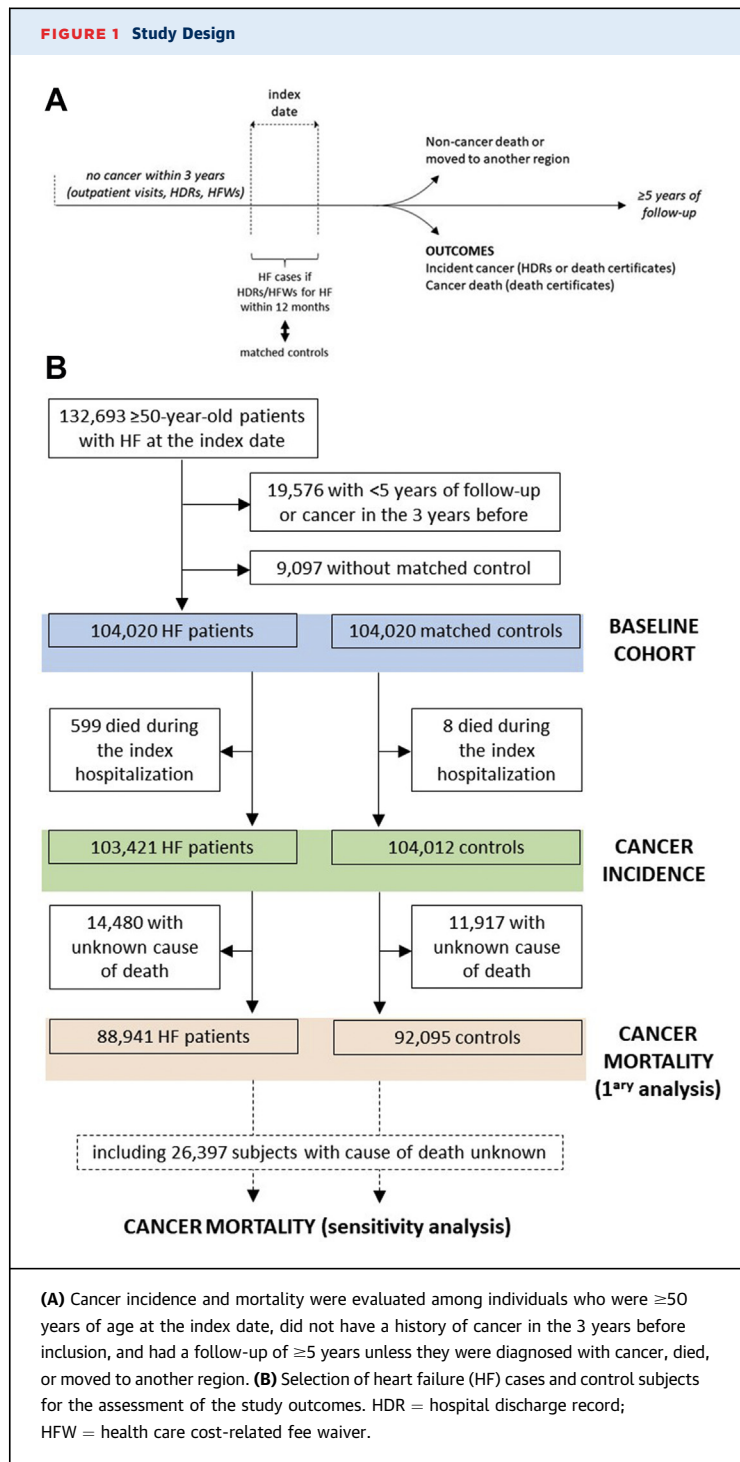 FIGURE 1 Study Design
A
index
date
no cancer within 3 years
(outpatient visits, HDRs, HFWs)
Non-cancer death or
moved to another region
≥5 years of
follow-up
OUTCOMES
Incident cancer (HDRs or death certificates)
Cancer death (death certificates)
HF cases if
HDRs/HFWs for HF
within 12 months
matched controls
B
132,693 ≥50-year-old patients
with HF at the index date
19,576 with <5 years of follow-up
or cancer in the 3 years before
9,097 without matched control
104,020 HF patients
104,020 matched controls
BASELINE
COHORT
599 died during
the index
hospitalization
8 died during
the index
hospitalization
103,421 HF patients
104,012 controls
CANCER
INCIDENCE
14,480 with
unknown cause
of death
11,917 with
unknown cause
of death
88,941 HF patients
92,095 controls
CANCER
MORTALITY
(1ary analysis)
including 26,397 subjects with cause of death unknown
CANCER MORTALITY (sensitivity analysis)
(A) Cancer incidence and mortality were evaluated among individuals who were ≥50
years of age at the index date, did not have a history of cancer in the 3 years before
inclusion, and had a follow-up of ≥5 years unless they were diagnosed with cancer, died,
or moved to another region. (B) Selection of heart failure (HF) cases and control subjects
for the assessment of the study outcomes. HDR = hospital discharge record;
HFW = health care cost-related fee waiver.